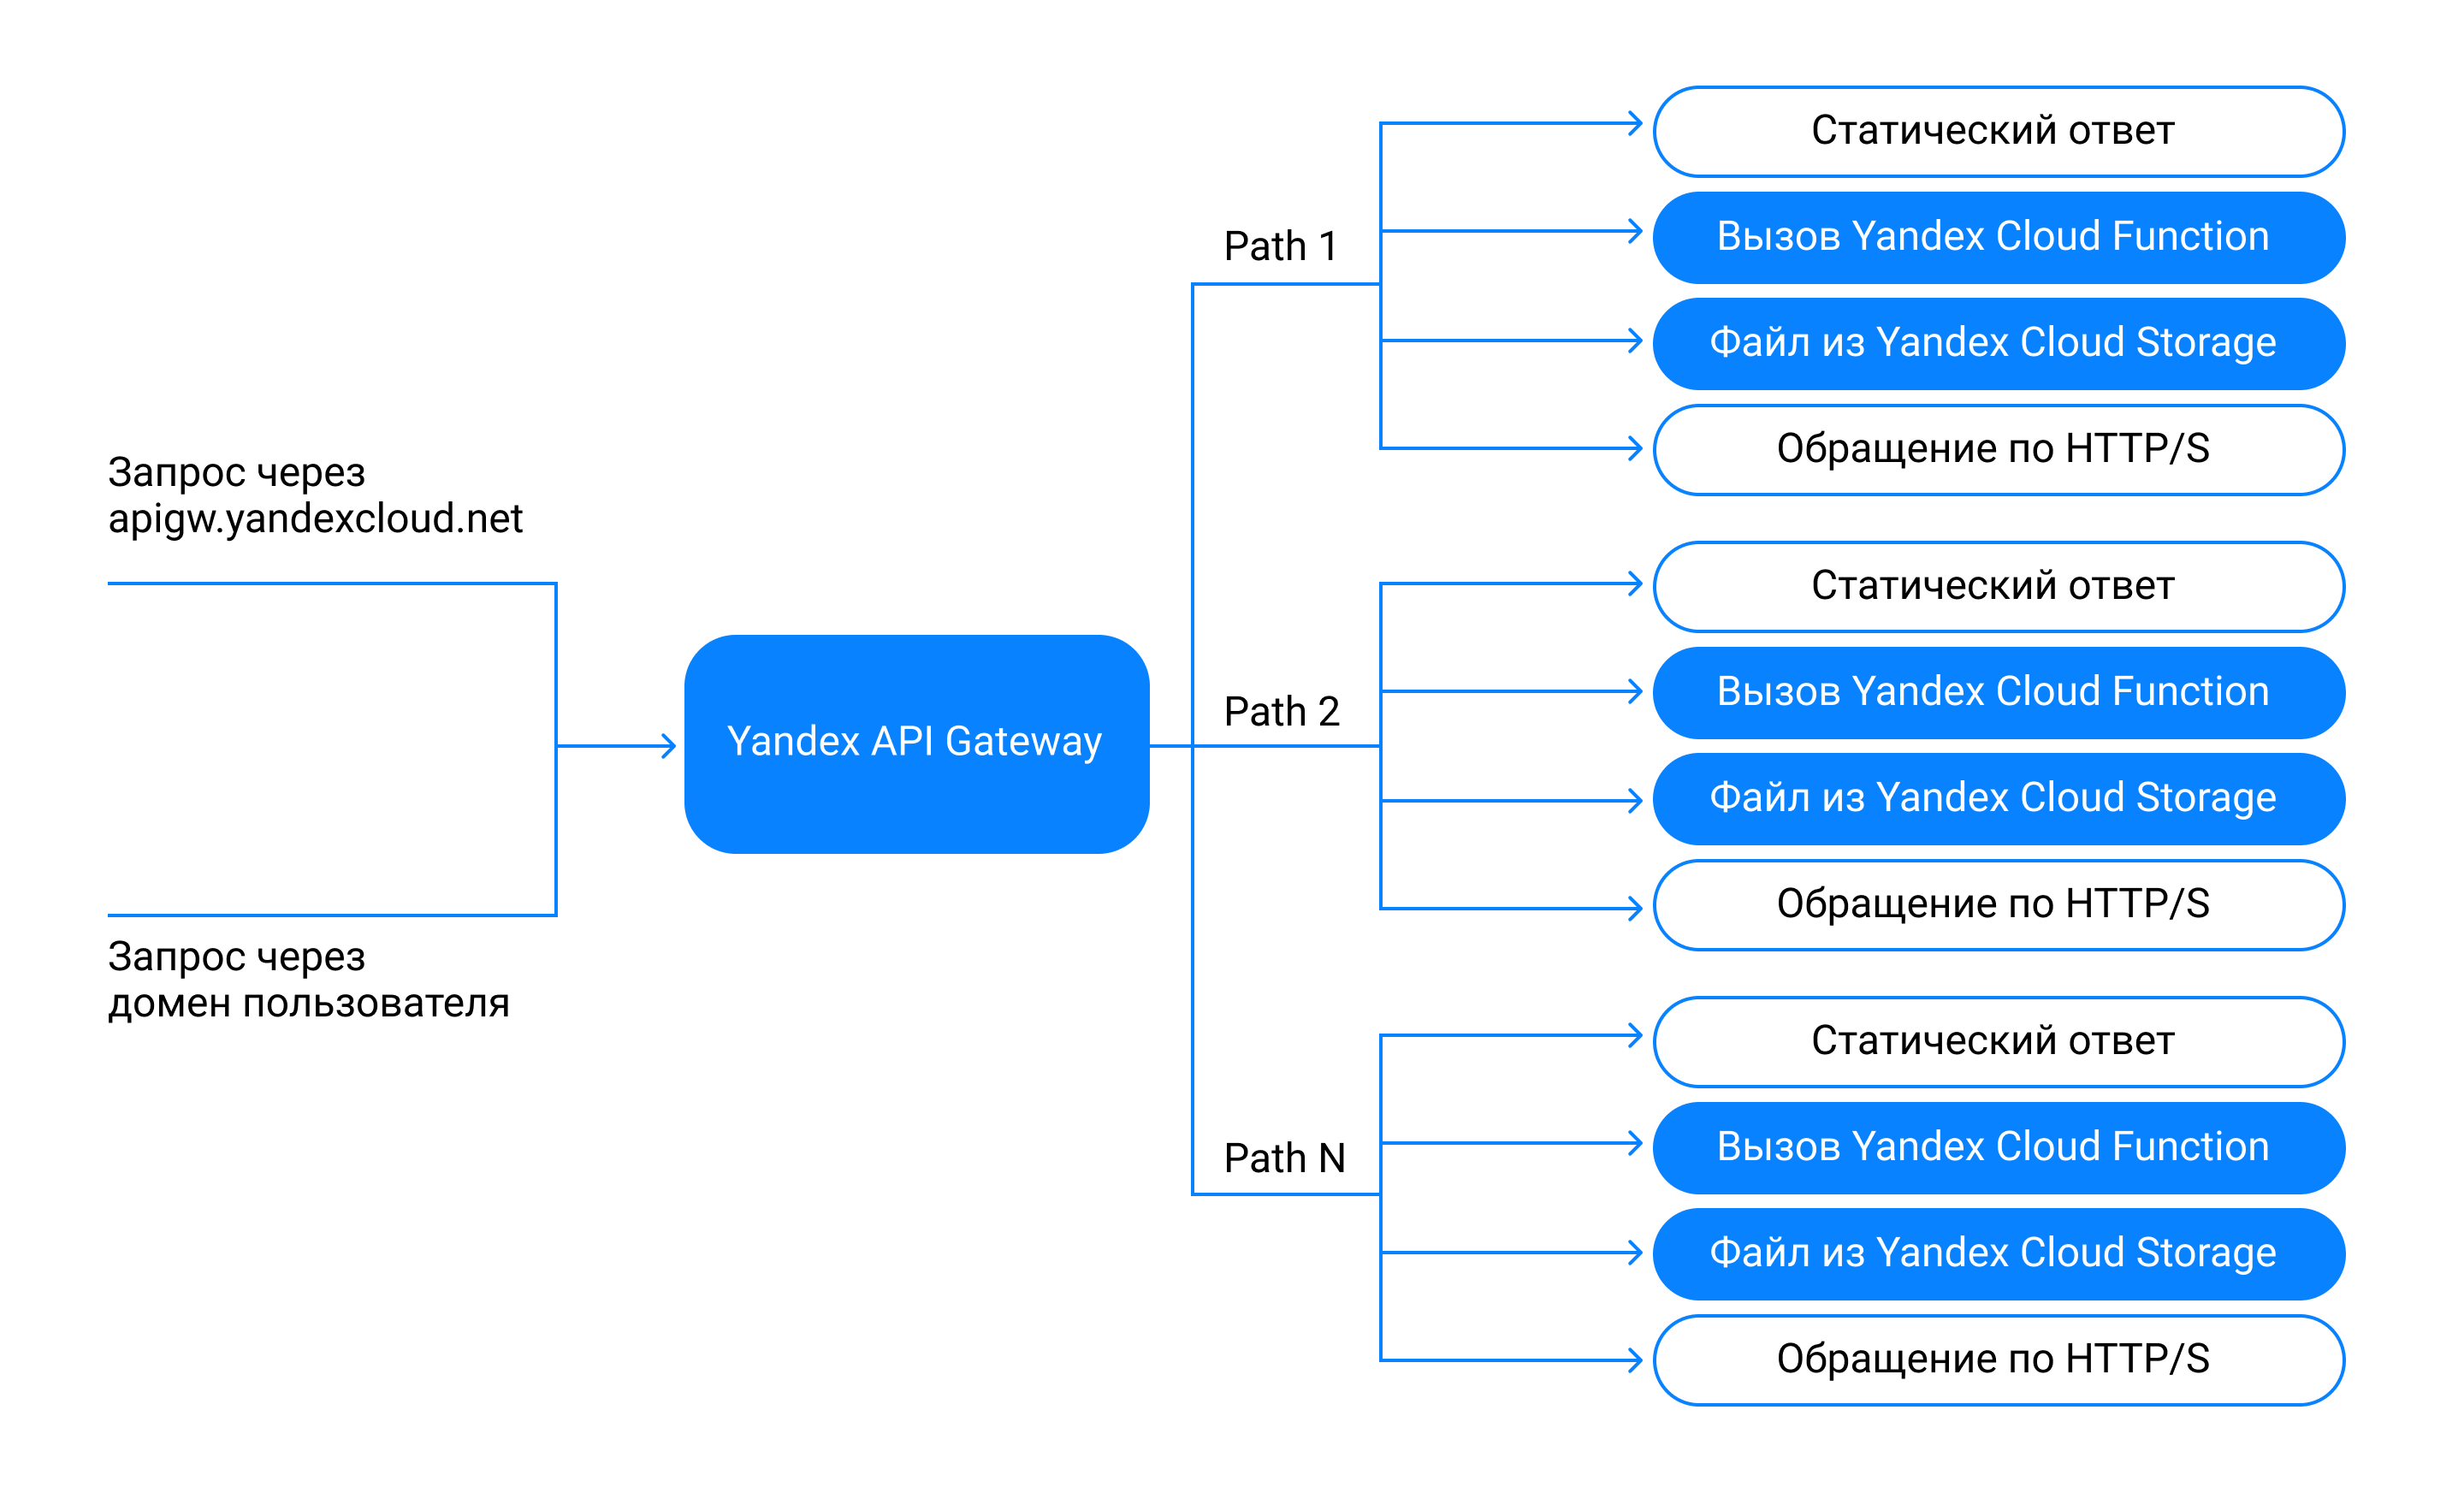 Запрос через
apigw.yandexcloud.net
Запрос через
домен пользователя
Yandex API Gateway
Path 1
Статический ответ
Вызов Yandex Cloud Function
Файл из Yandex Cloud Storage
Обращение по HTTP/S
Path 2
Статический ответ
Вызов Yandex Cloud Function
Файл из Yandex Cloud Storage
Обращение по HTTP/S
Path N
Статический ответ
Вызов Yandex Cloud Function
Файл из Yandex Cloud Storage
Обращение по HTTP/S